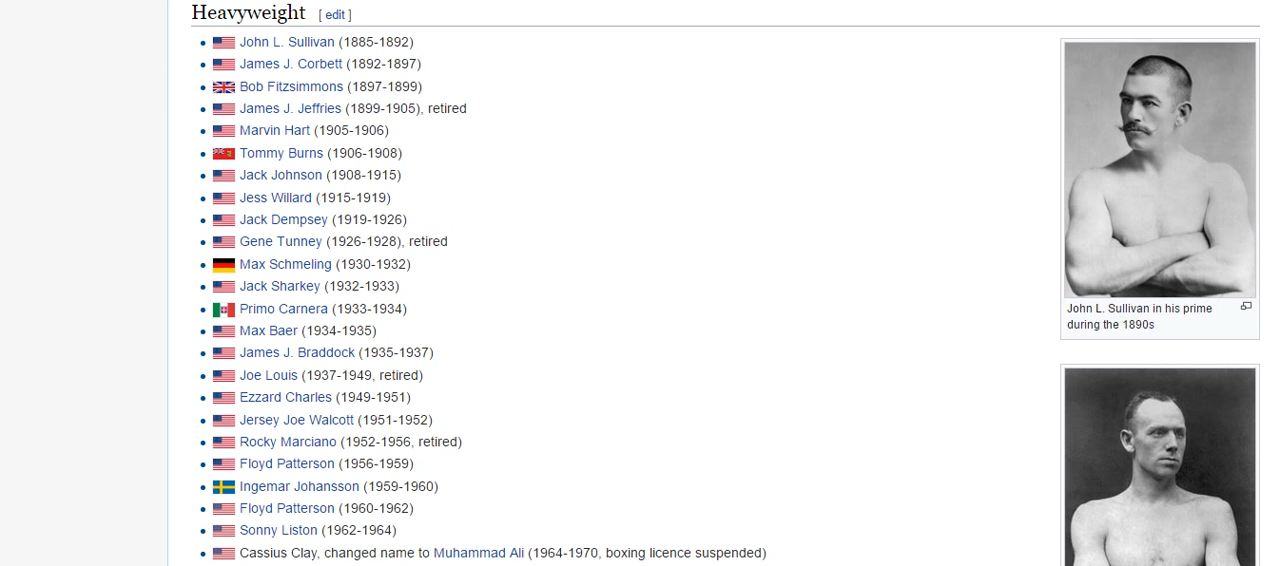 Heavyweight [ edit ]
John L. Sullivan (1885-1892)
James J. Corbett (1892-1897)
Bob Fitzsimmons (1897-1899)
James J. Jeffries (1899-1905), retired
Marvin Hart (1905-1906)
Tommy Burns (1906-1908)
Jack Johnson (1908-1915)
Jess Willard (1915-1919)
Jack Dempsey (1919-1926)
Gene Tunney (1926-1928), retired
Max Schmeling (1930-1932)
Jack Sharkey (1932-1933)
Primo Carnera (1933-1934)
Max Baer (1934-1935)
James J. Braddock (1935-1937)
Joe Louis (1937-1949, retired)
Ezzard Charles (1949-1951)
Jersey Joe Walcott (1951-1952)
Rocky Marciano (1952-1956, retired)
Floyd Patterson (1956-1959)
Ingemar Johansson (1959-1960)
Floyd Patterson (1960-1962)
Sonny Liston (1962-1964)
Cassius Clay, changed name to Muhammad Ali (1964-1970, boxing licence suspended)
John L. Sullivan in his prime
during the 1890s